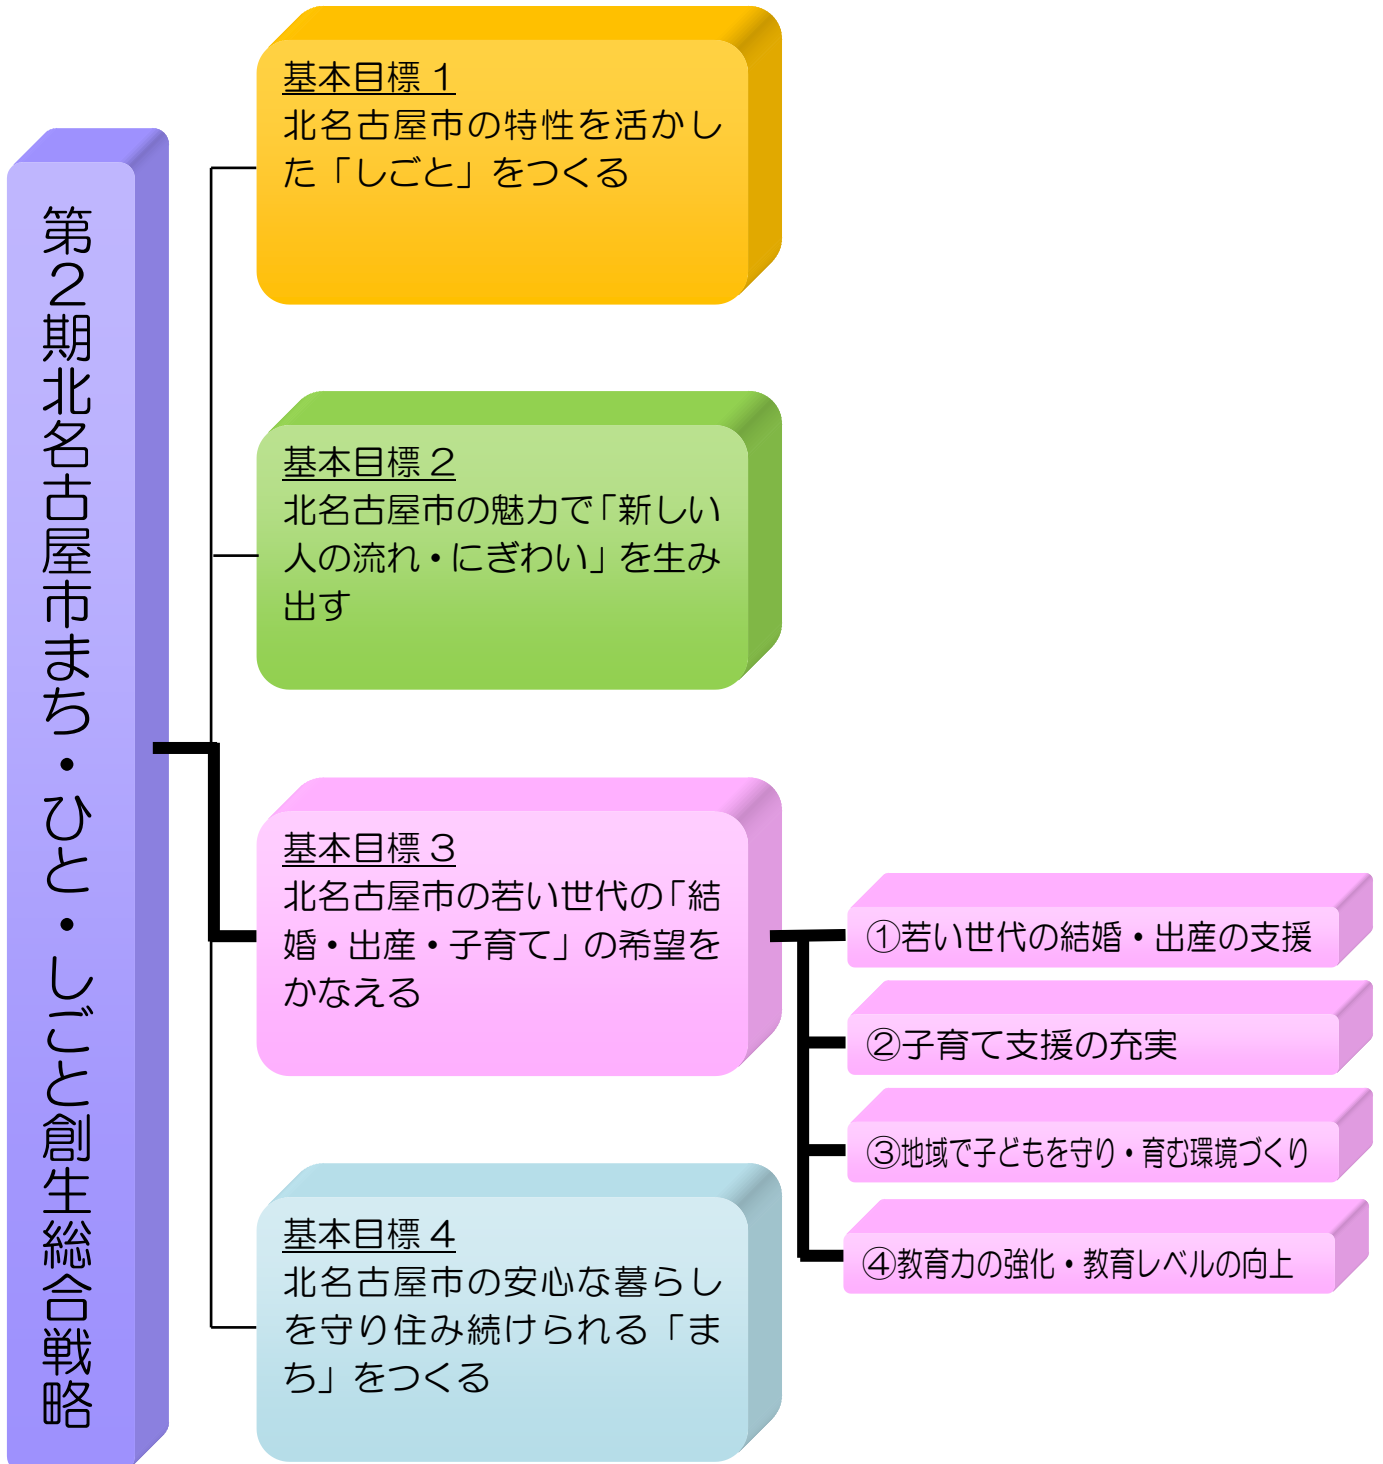 第2期北名古屋市まち・ひと・しごと創生総合戦略
基本目標 1
北名古屋市の特性を活かし
た「しごと」をつくる
基本目標 2
北名古屋市の魅力で「新しい
人の流れ・にぎわい」を生み
出す
基本目標 3
北名古屋市の若い世代の「結
婚・出産・子育て」の希望を
かなえる
①若い世代の結婚・出産の支援
②子育て支援の充実
③地域で子どもを守り・育む環境づくり
④教育力の強化・教育レベルの向上
基本目標 4
北名古屋市の安心な暮らし
を守り住み続けられる「ま
ち」をつくる